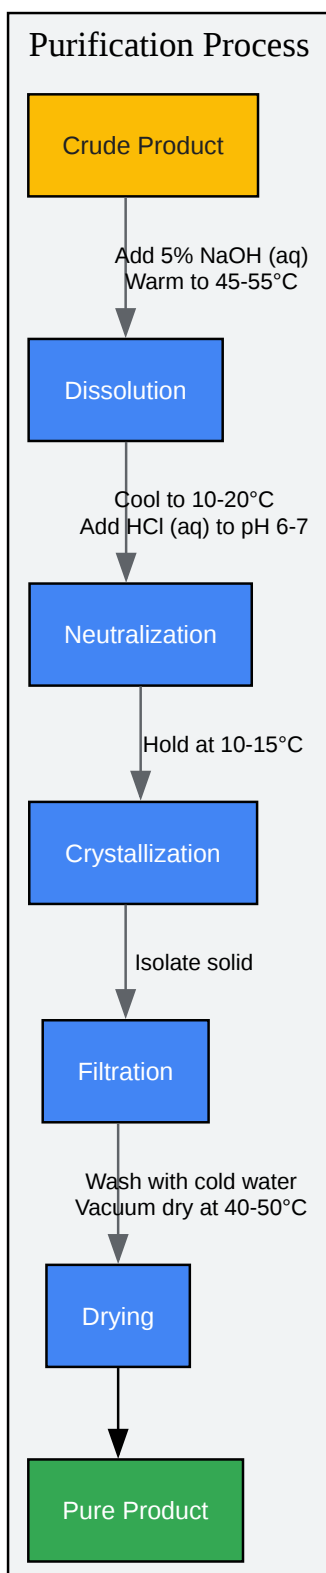 Purification Process
Crude Product
Add 5% NaOH (aq)
Warm to 45-55°C
Dissolution
Cool to 10-20°C
Add HCl (aq) to pH 6-7
Neutralization
Hold at 10-15°C
Crystallization
Isolate solid
Filtration
Wash with cold water
Vacuum dry at 40-50°C
Drying
Pure Product